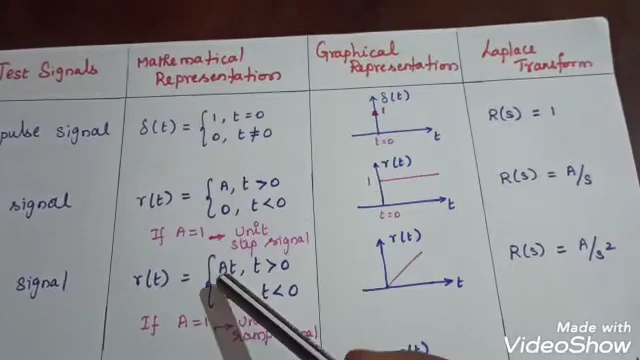 Test Signals
Mathematical Representation
Graphical Representation
Laplace Transform
pulse signal
δ(t) = { 1, t=0
0, t≠0
δ(t)
1
t=0
t
R(s) = 1
signal
r(t) = { A, t>0
0, t<0
If A=1 → Unit step signal
r(t)
1
t=0
t
R(s) = A/s
signal
r(t) = { At, t>0
t<0
If A=1 →
r(t)
t
R(s) = A/s²
Made with
VideoShow